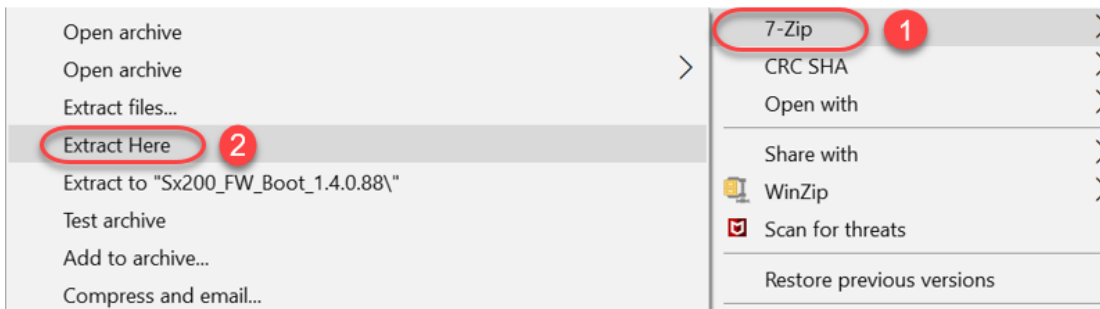 Open archive
Open archive
Extract files...
Extract Here
2
Extract to "Sx200_FW_Boot_1.4.0.88\"
Test archive
Add to archive...
Compress and email...
7-Zip
1
CRC SHA
Open with
Share with
WinZip
Scan for threats
Restore previous versions